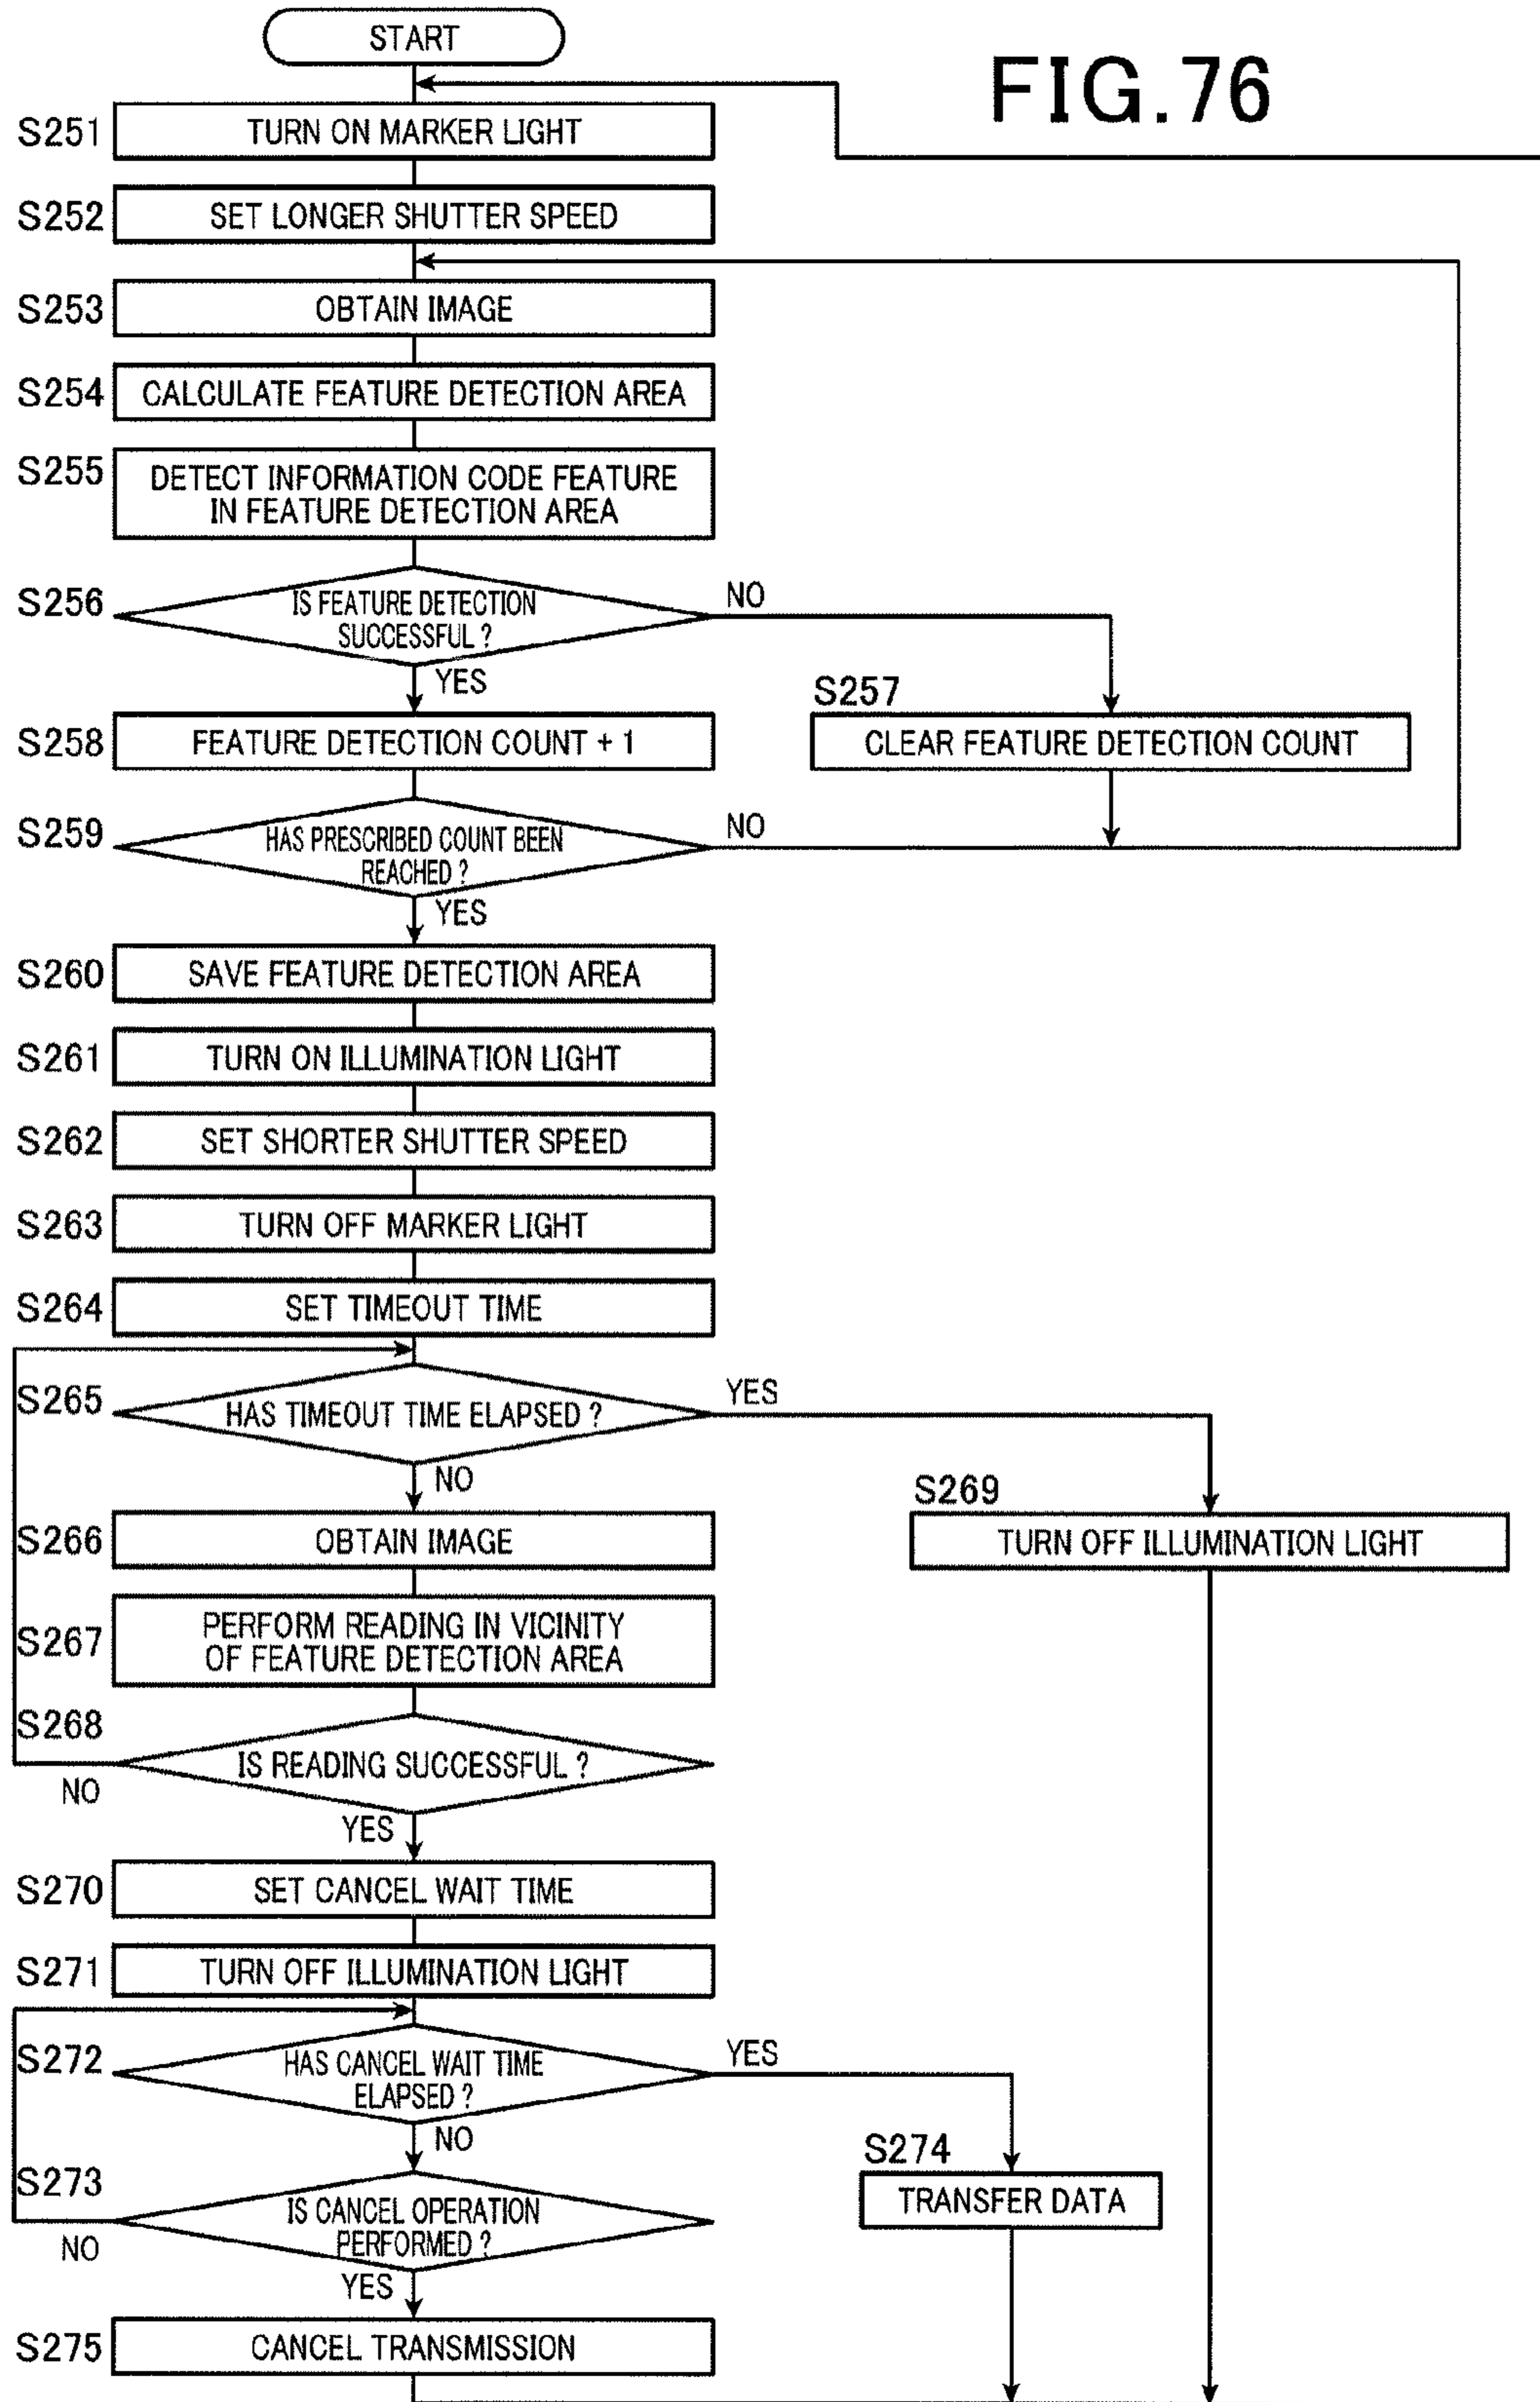 START
FIG.76
S251
TURN ON MARKER LIGHT
S252
SET LONGER SHUTTER SPEED
S253
OBTAIN IMAGE
S254
CALCULATE FEATURE DETECTION AREA
S255
DETECT INFORMATION CODE FEATURE
IN FEATURE DETECTION AREA
S256
IS FEATURE DETECTION
SUCCESSFUL ?
NO
YES
S257
CLEAR FEATURE DETECTION COUNT
S258
FEATURE DETECTION COUNT + 1
S259
HAS PRESCRIBED COUNT BEEN
REACHED ?
NO
YES
S260
SAVE FEATURE DETECTION AREA
S261
TURN ON ILLUMINATION LIGHT
S262
SET SHORTER SHUTTER SPEED
S263
TURN OFF MARKER LIGHT
S264
SET TIMEOUT TIME
S265
HAS TIMEOUT TIME ELAPSED ?
YES
NO
S269
TURN OFF ILLUMINATION LIGHT
S266
OBTAIN IMAGE
S267
PERFORM READING IN VICINITY
OF FEATURE DETECTION AREA
S268
IS READING SUCCESSFUL ?
NO
YES
S270
SET CANCEL WAIT TIME
S271
TURN OFF ILLUMINATION LIGHT
S272
HAS CANCEL WAIT TIME
ELAPSED ?
YES
NO
S274
TRANSFER DATA
S273
IS CANCEL OPERATION
PERFORMED ?
NO
YES
S275
CANCEL TRANSMISSION